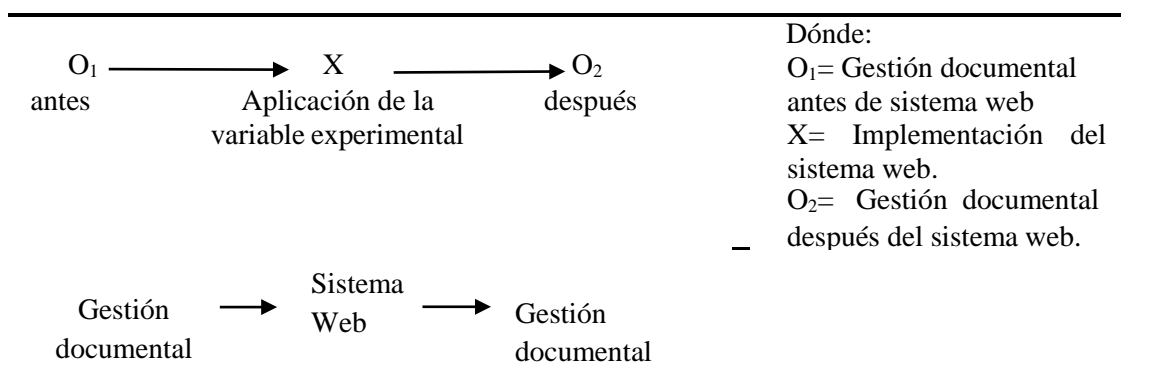 O₁ X O₂
antes Aplicación de la después
variable experimental
Dónde:
O₁= Gestión documental
antes de sistema web
X= Implementación del
sistema web.
O₂= Gestión documental
después del sistema web.
Gestión
documental
Sistema
Web
Gestión
documental